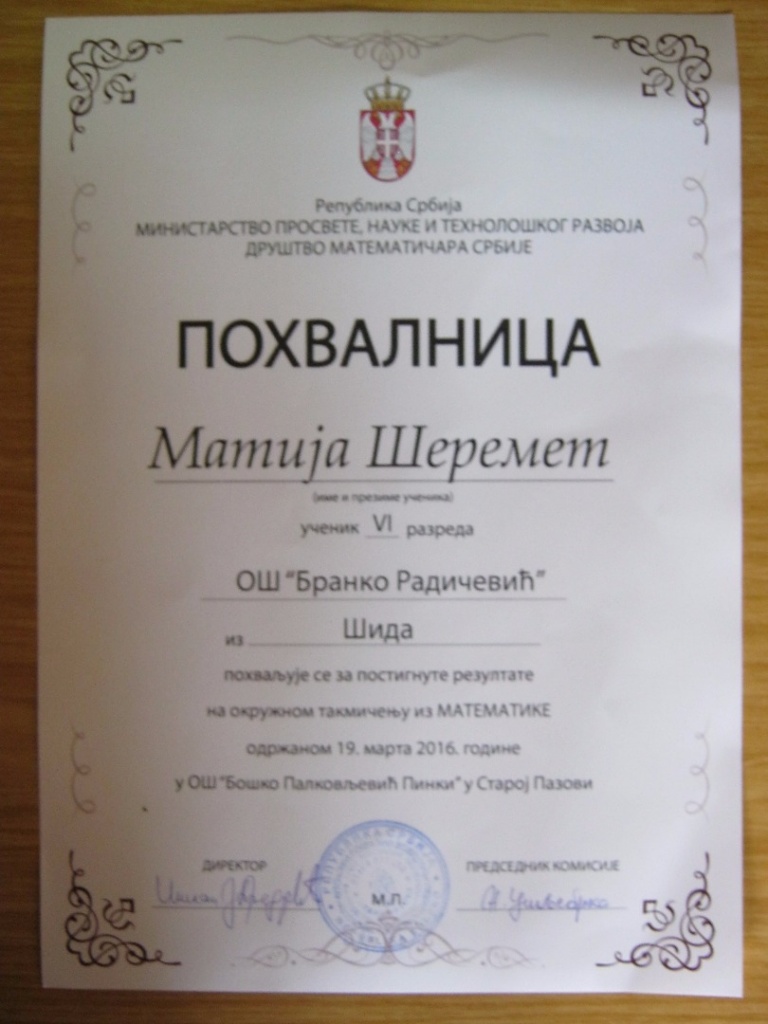 Република Србија
МИНИСТАРСТВО ПРОСВЕТЕ, НАУКЕ И ТЕХНОЛОШКОГ РАЗВОЈА
ДРУШТВО МАТЕМАТИЧАРА СРБИЈЕ
ПОХВАЛНИЦА
Матија Шеремет
(име и презиме ученика)
ученик VI разреда
ОШ "Бранко Радичевић"
из Шида
похваљује се за постигнуте резултате
на окружном такмичењу из МАТЕМАТИКЕ
одржаном 19. марта 2016. године
у ОШ "Бошко Палковљевић Пинки" у Старој Пазови
ДИРЕКТОР
ПРЕДСЕДНИК КОМИСИЈЕ
М.П.